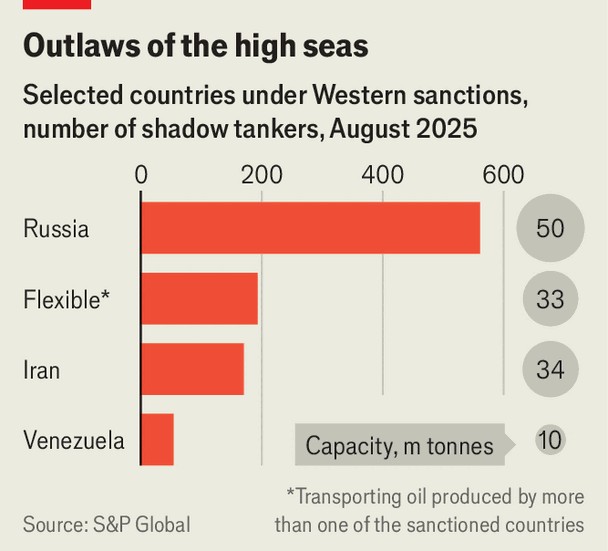 Outlaws of the high seas
Selected countries under Western sanctions,
number of shadow tankers, August 2025
0 200 400 600
Russia 50
Flexible* 33
Iran 34
Venezuela Capacity, m tonnes 10
*Transporting oil produced by more
Source: S&P Global than one of the sanctioned countries